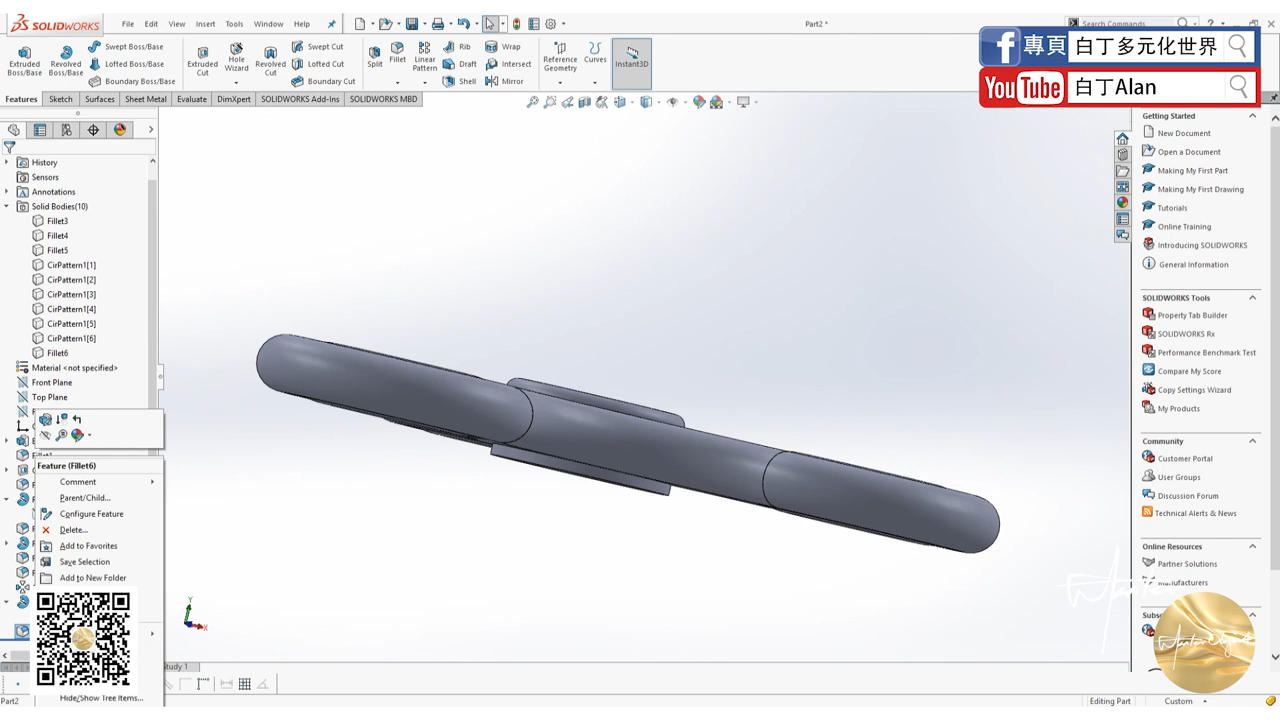 SOLIDWORKS
File Edit View Insert Tools Window Help
Part2 *
Search Commands
Extruded Boss/Base
Revolved Boss/Base
Swept Boss/Base
Lofted Boss/Base
Boundary Boss/Base
Extruded Cut
Hole Wizard
Revolved Cut
Swept Cut
Lofted Cut
Boundary Cut
Split
Fillet
Linear Pattern
Rib
Draft
Shell
Wrap
Intersect
Mirror
Reference Geometry
Curves
Instant3D
Features Sketch Surfaces Sheet Metal Evaluate DimXpert SOLIDWORKS Add-Ins SOLIDWORKS MBD
專頁 白丁多元化世界
YouTube 白丁Alan
History
Sensors
Annotations
Solid Bodies(10)
Fillet3
Fillet4
Fillet5
CirPattern1[1]
CirPattern1[2]
CirPattern1[3]
CirPattern1[4]
CirPattern1[5]
CirPattern1[6]
Fillet6
Material <not specified>
Front Plane
Top Plane
Feature (Fillet6)
Comment
Parent/Child...
Configure Feature
Delete...
Add to Favorites
Save Selection
Add to New Folder
Hide/Show Tree Items...
Study 1
Y
X
Getting Started
New Document
Open a Document
Making My First Part
Making My First Drawing
Tutorials
Online Training
Introducing SOLIDWORKS
General Information
SOLIDWORKS Tools
Property Tab Builder
SOLIDWORKS Rx
Performance Benchmark Test
Compare My Score
Copy Settings Wizard
My Products
Community
Customer Portal
User Groups
Discussion Forum
Technical Alerts & News
Online Resources
Partner Solutions
Manufacturers
Part2
Editing Part
Custom